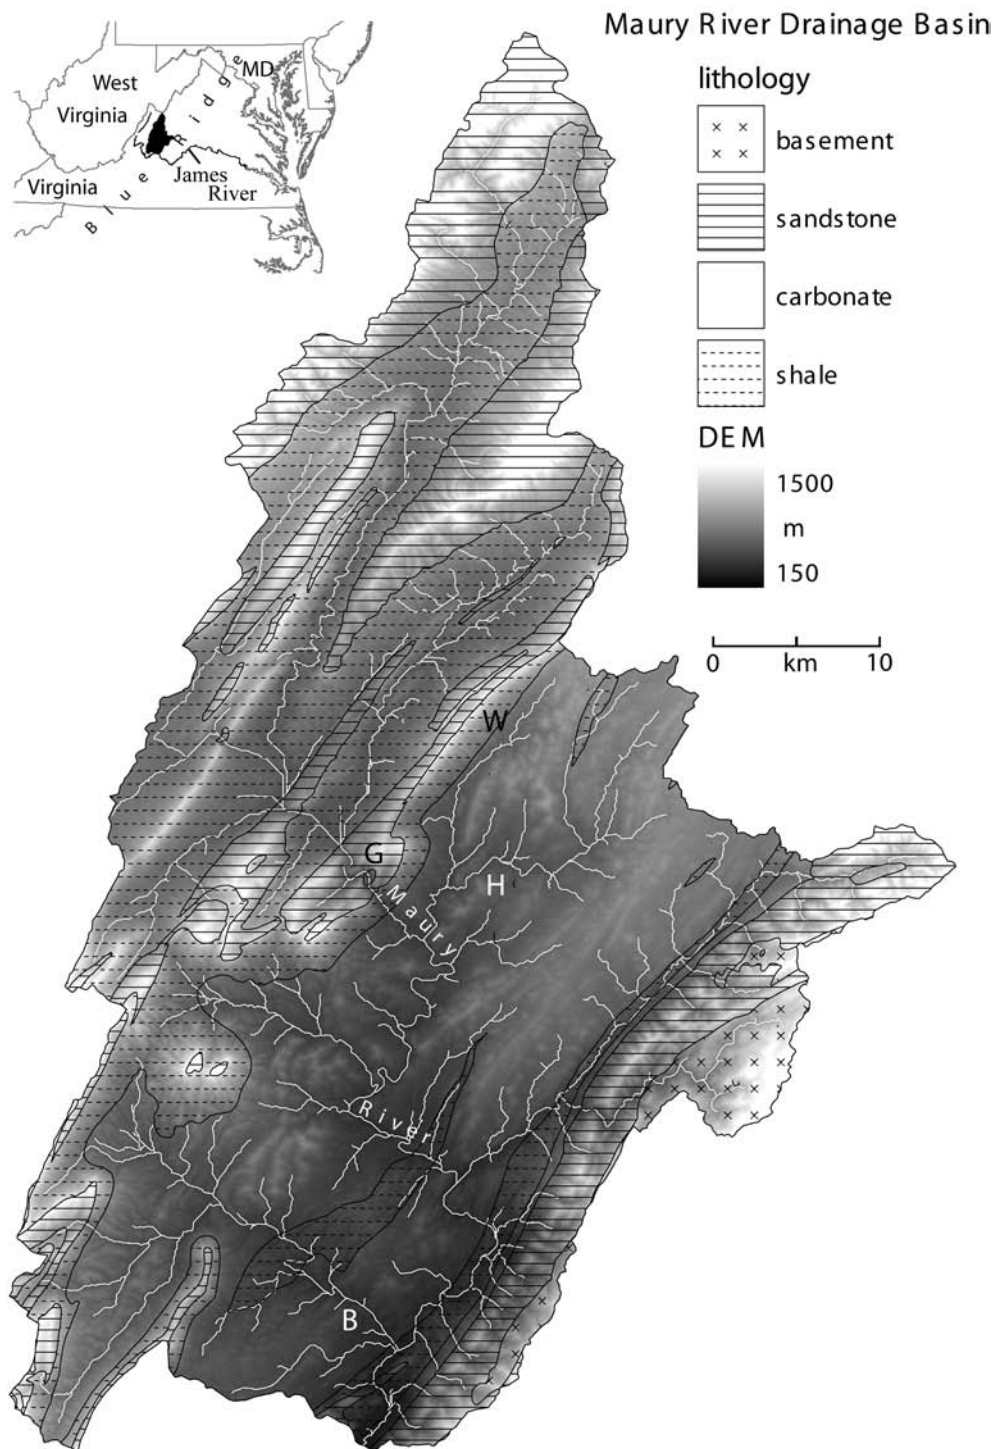 Maury River Drainage Basin
West
Virginia
MD
Blue Ridge
James
River
Virginia
lithology
basement
sandstone
carbonate
shale
DEM
1500
m
150
0 10
km
W
G
H
Maury
River
B